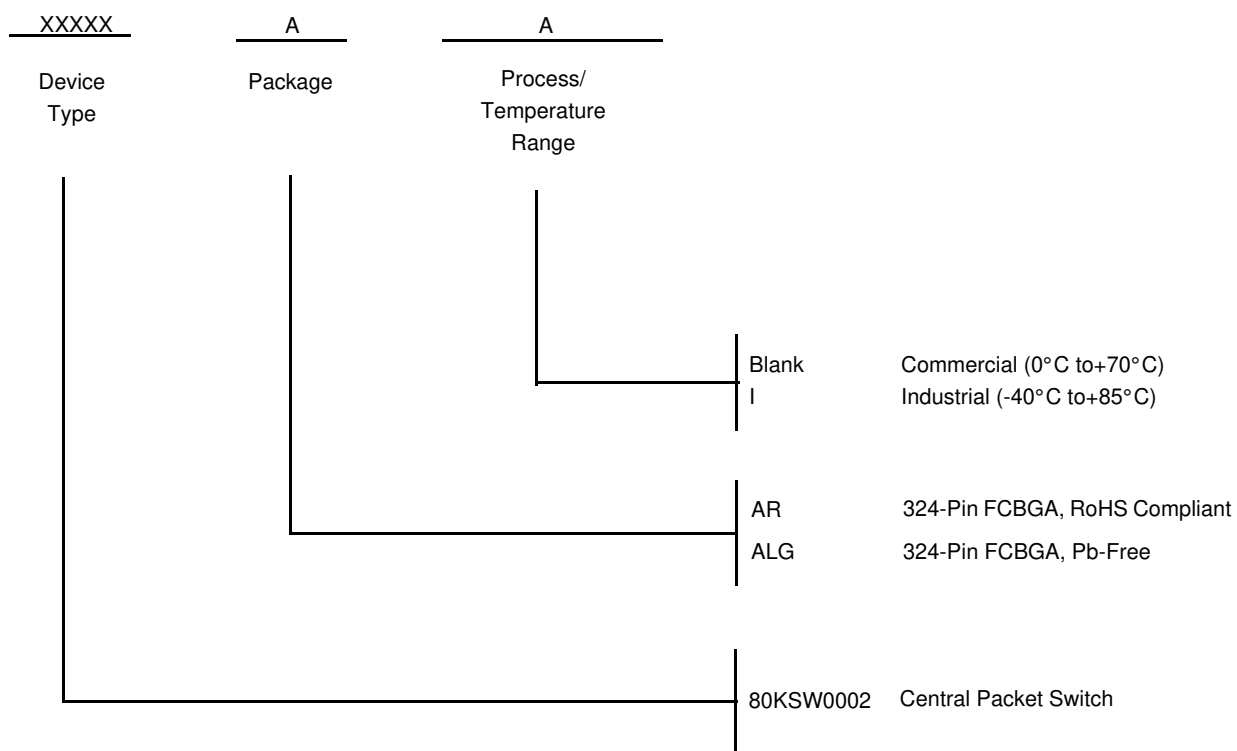 XXXXX A A
Device Type
Package
Process/
Temperature
Range
Blank Commercial (0°C to+70°C)
I Industrial (-40°C to+85°C)
AR 324-Pin FCBGA, RoHS Compliant
ALG 324-Pin FCBGA, Pb-Free
80KSW0002 Central Packet Switch